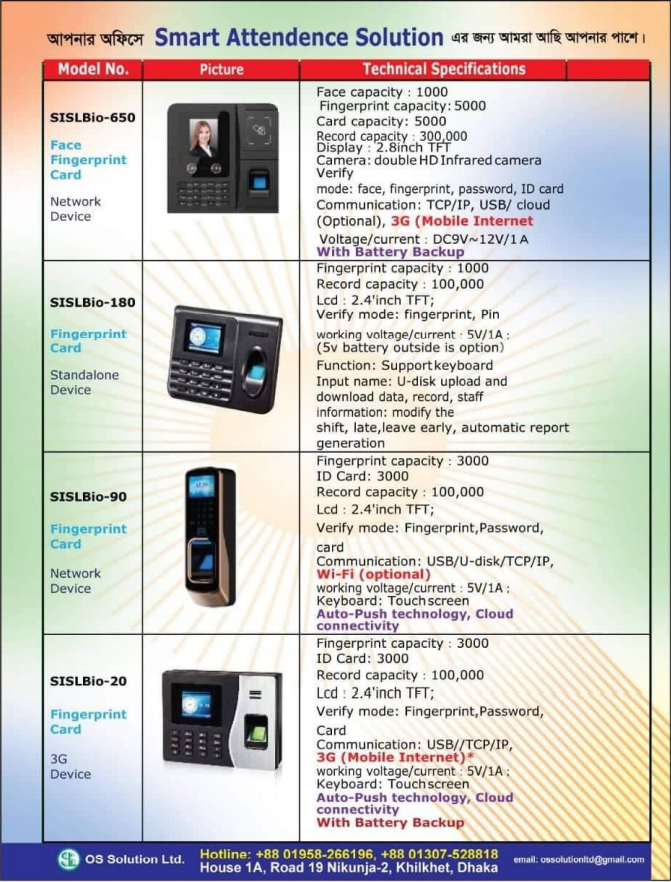 আপনার অফিসে Smart Attendence Solution এর জন্য আমরা আছি আপনার পাশে।
Model No. Picture Technical Specifications
SISLBio-650
Face
Fingerprint
Card
Network
Device
Face capacity : 1000
Fingerprint capacity: 5000
Card capacity: 5000
Record capacity : 300,000
Display : 2.8inch TFT
Camera: double HD Infrared camera
Verify
mode: face, fingerprint, password, ID card
Communication: TCP/IP, USB/ cloud
(Optional), 3G (Mobile Internet
Voltage/current : DC9V~12V/1 A
With Battery Backup
SISLBio-180
Fingerprint
Card
Standalone
Device
Fingerprint capacity : 1000
Record capacity : 100,000
Lcd : 2.4'inch TFT;
Verify mode: fingerprint, Pin
working voltage/current : 5V/1A ;
(5v battery outside is option)
Function: Support keyboard
Input name: U-disk upload and
download data, record, staff
information: modify the
shift, late,leave early, automatic report
generation
SISLBio-90
Fingerprint
Card
Network
Device
Fingerprint capacity : 3000
ID Card: 3000
Record capacity : 100,000
Lcd : 2.4'inch TFT;
Verify mode: Fingerprint,Password,
card
Communication: USB/U-disk/TCP/IP,
Wi-Fi (optional)
working voltage/current : 5V/1A ;
Keyboard: Touch screen
Auto-Push technology, Cloud
connectivity
SISLBio-20
Fingerprint
Card
3G
Device
Fingerprint capacity : 3000
ID Card: 3000
Record capacity : 100,000
Lcd : 2.4'inch TFT;
Verify mode: Fingerprint,Password,
Card
Communication: USB//TCP/IP,
3G (Mobile Internet)*
working voltage/current : 5V/1A ;
Keyboard: Touch screen
Auto-Push technology, Cloud
connectivity
With Battery Backup
OS Solution Ltd.
Hotline: +88 01958-266196, +88 01307-528818
House 1A, Road 19 Nikunja-2, Khilkhet, Dhaka
email: ossolutionltd@gmail.com